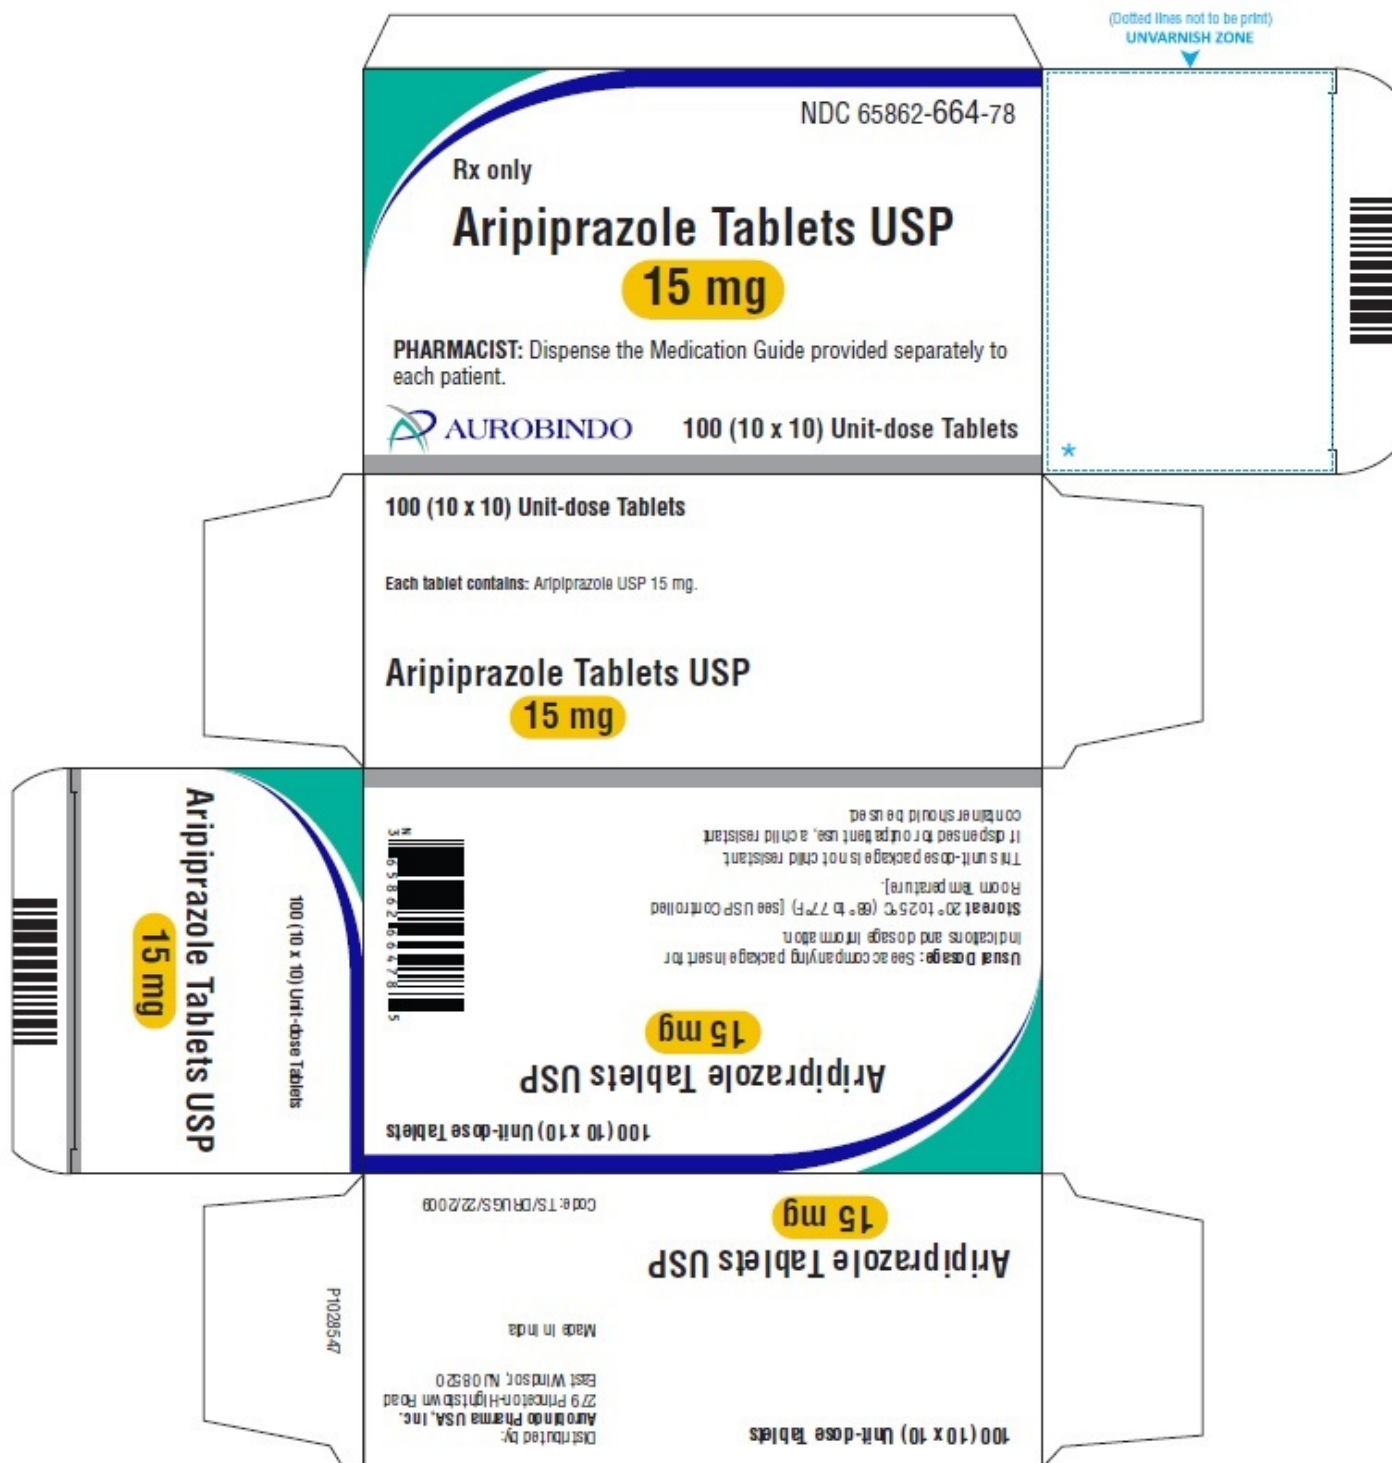 (Dotted lines not to be print)
UNVARNISH ZONE
NDC 65862-664-78
Rx only
Aripiprazole Tablets USP
15 mg
PHARMACIST: Dispense the Medication Guide provided separately to
each patient.
AUROBINDO
100 (10 x 10) Unit-dose Tablets
*
100 (10 x 10) Unit-dose Tablets
Each tablet contains: Aripiprazole USP 15 mg.
Aripiprazole Tablets USP
15 mg
Aripiprazole Tablets USP
15 mg
100 (10 x 10) Unit-dose Tablets
100 (10 x 10) Unit-dose Tablets
Aripiprazole Tablets USP
15 mg
Usual Dosage: See accompanying package insert for
indications and dosage information.
Store at 20° to 25°C (68° to 77°F) [see USP Controlled
Room Temperature].
This unit-dose package is not child resistant.
If dispensed for outpatient use, a child resistant
container should be used.
N
3 65862 66478 5
100 (10 x 10) Unit-dose Tablets
Aripiprazole Tablets USP
15 mg
Distributed by:
Aurobindo Pharma USA, Inc.
279 Princeton-Hightstown Road
East Windsor, NJ 08520
Made in India
Code: TS/DRUGS/22/2009
P1028547